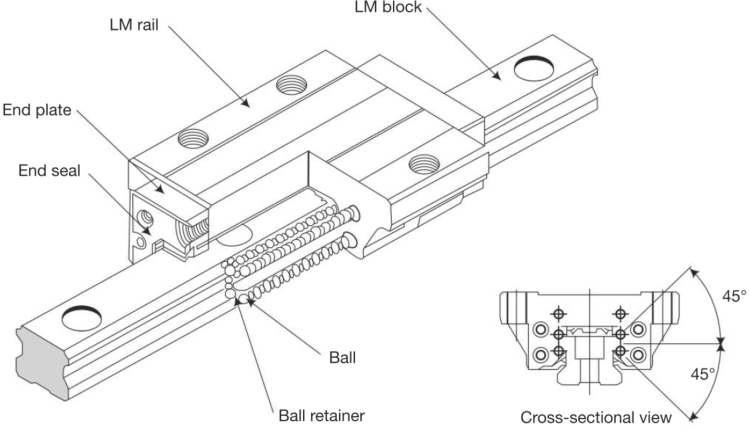 LM block
LM rail
End plate
End seal
45°
45°
Ball
Ball retainer
Cross-sectional view